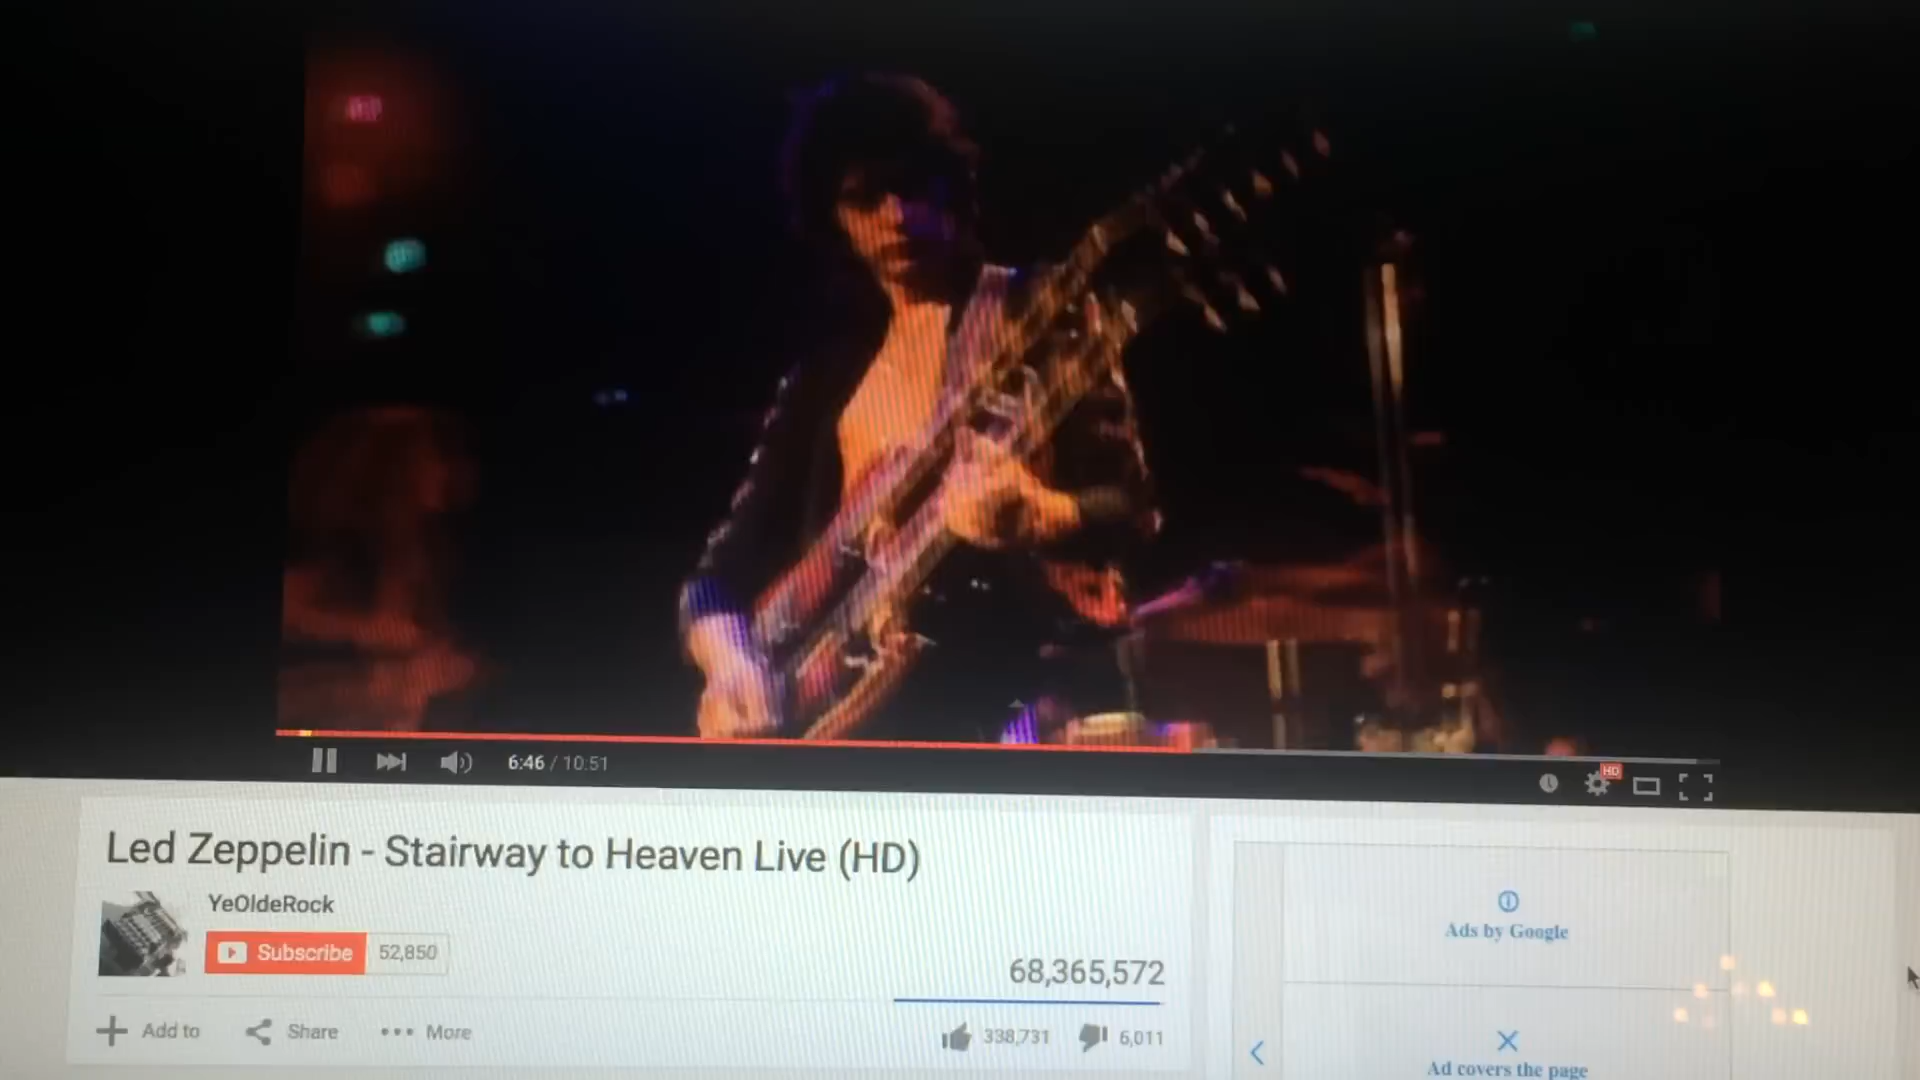 6:46 / 10:51
HD
Led Zeppelin - Stairway to Heaven Live (HD)
YeOldeRock
Subscribe 52,850
68,365,572
Add to Share More
338,731 6,011
Ads by Google
Ad covers the page